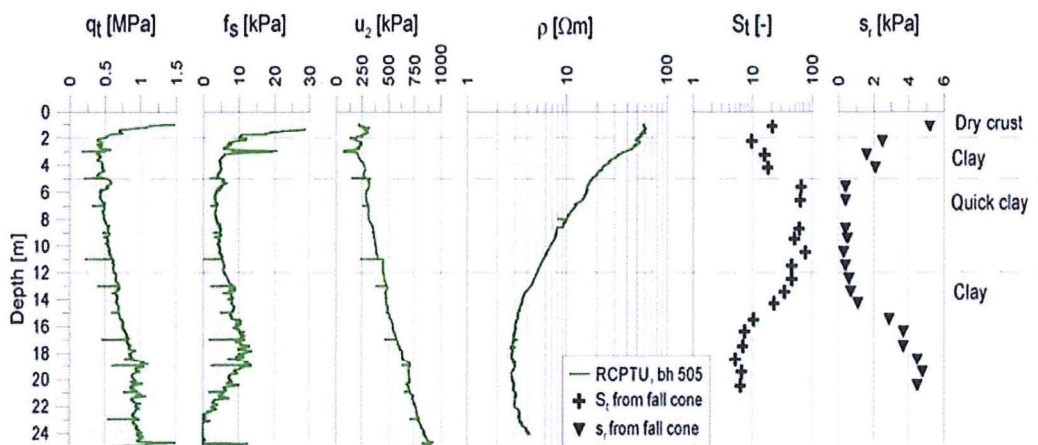 qt [MPa] fs [kPa] u2 [kPa] ρ [Ωm] St [-] sr [kPa]
0 0.5 1 1.5 0 10 20 30 0 250 500 750 1000 1 10 100 1 10 100 0 2 4 6
0
2
4
6
8
10
12
14
16
18
20
22
24
Depth [m]
Dry crust
Clay
Quick clay
Clay
RCPTU, bh 505
St from fall cone
sr from fall cone